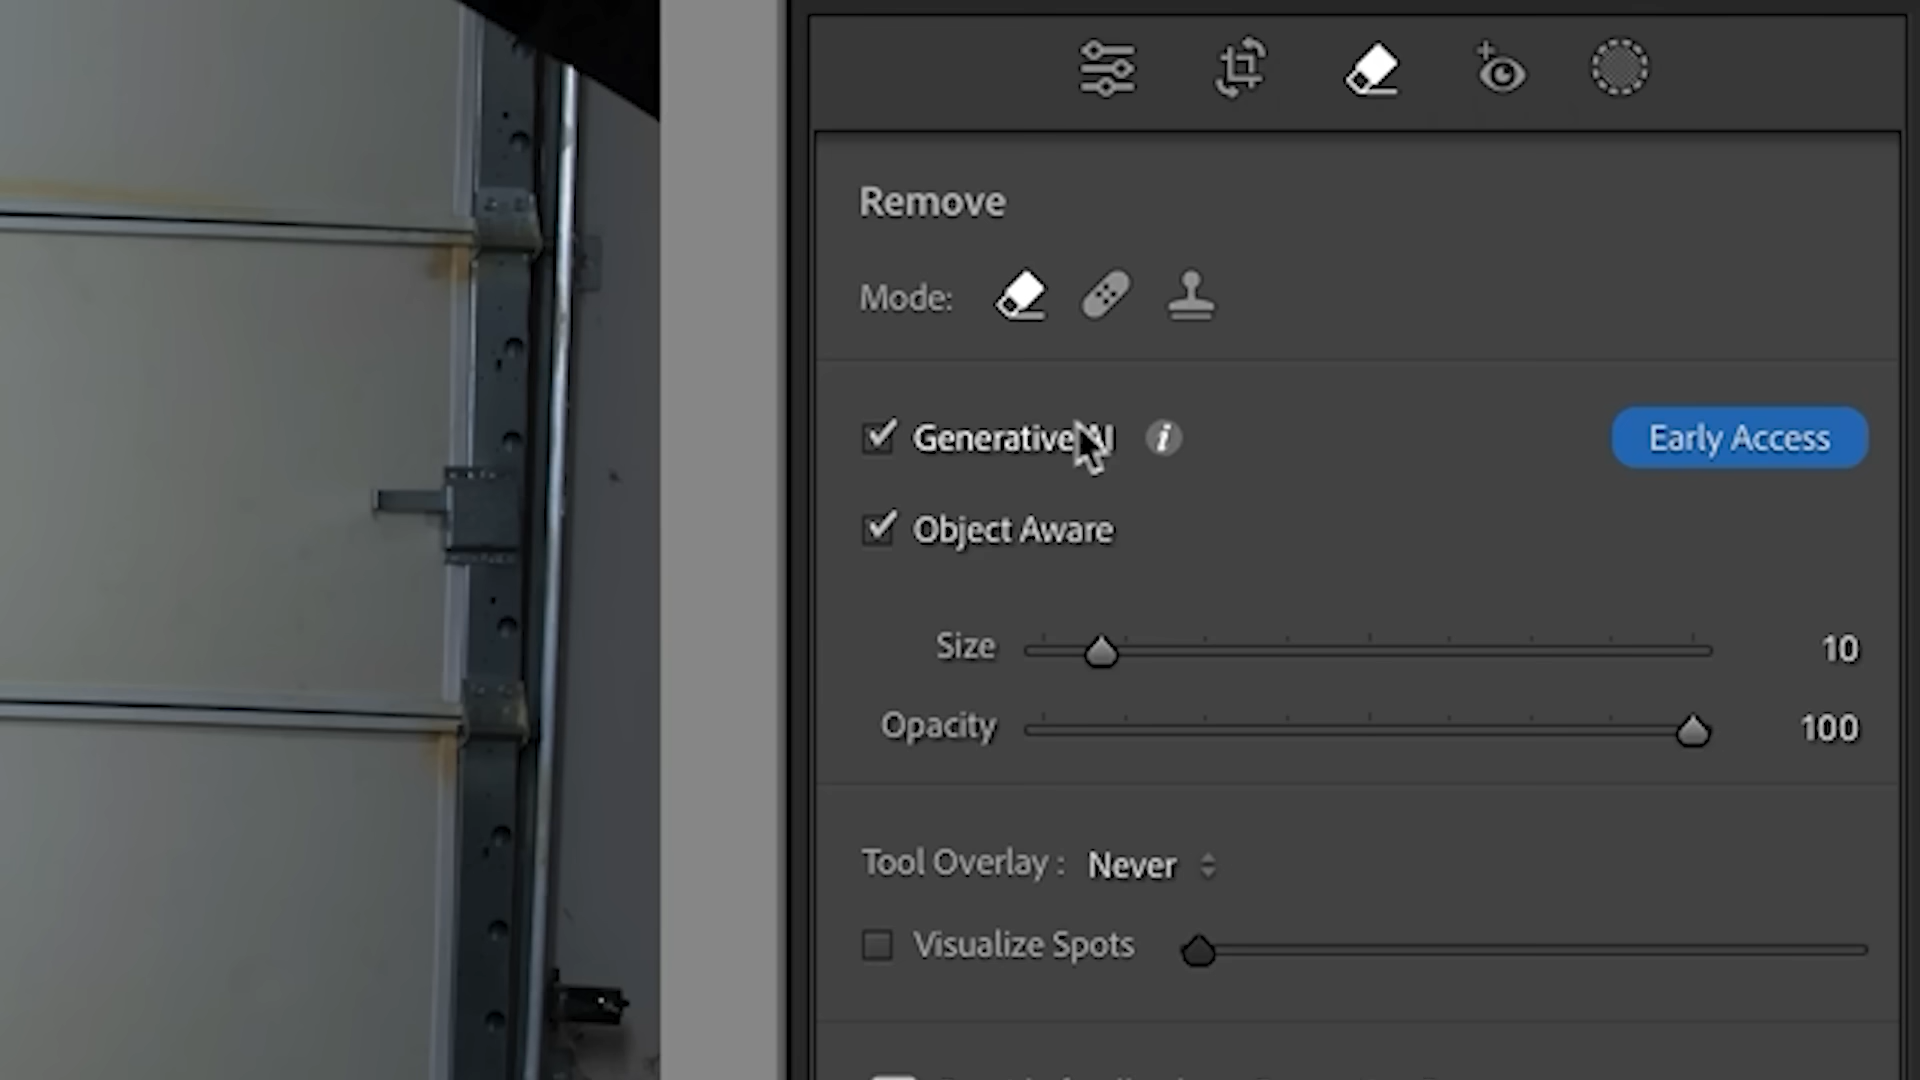 Remove
Mode:
Generative AI
Early Access
Object Aware
Size 10
Opacity 100
Tool Overlay : Never
Visualize Spots